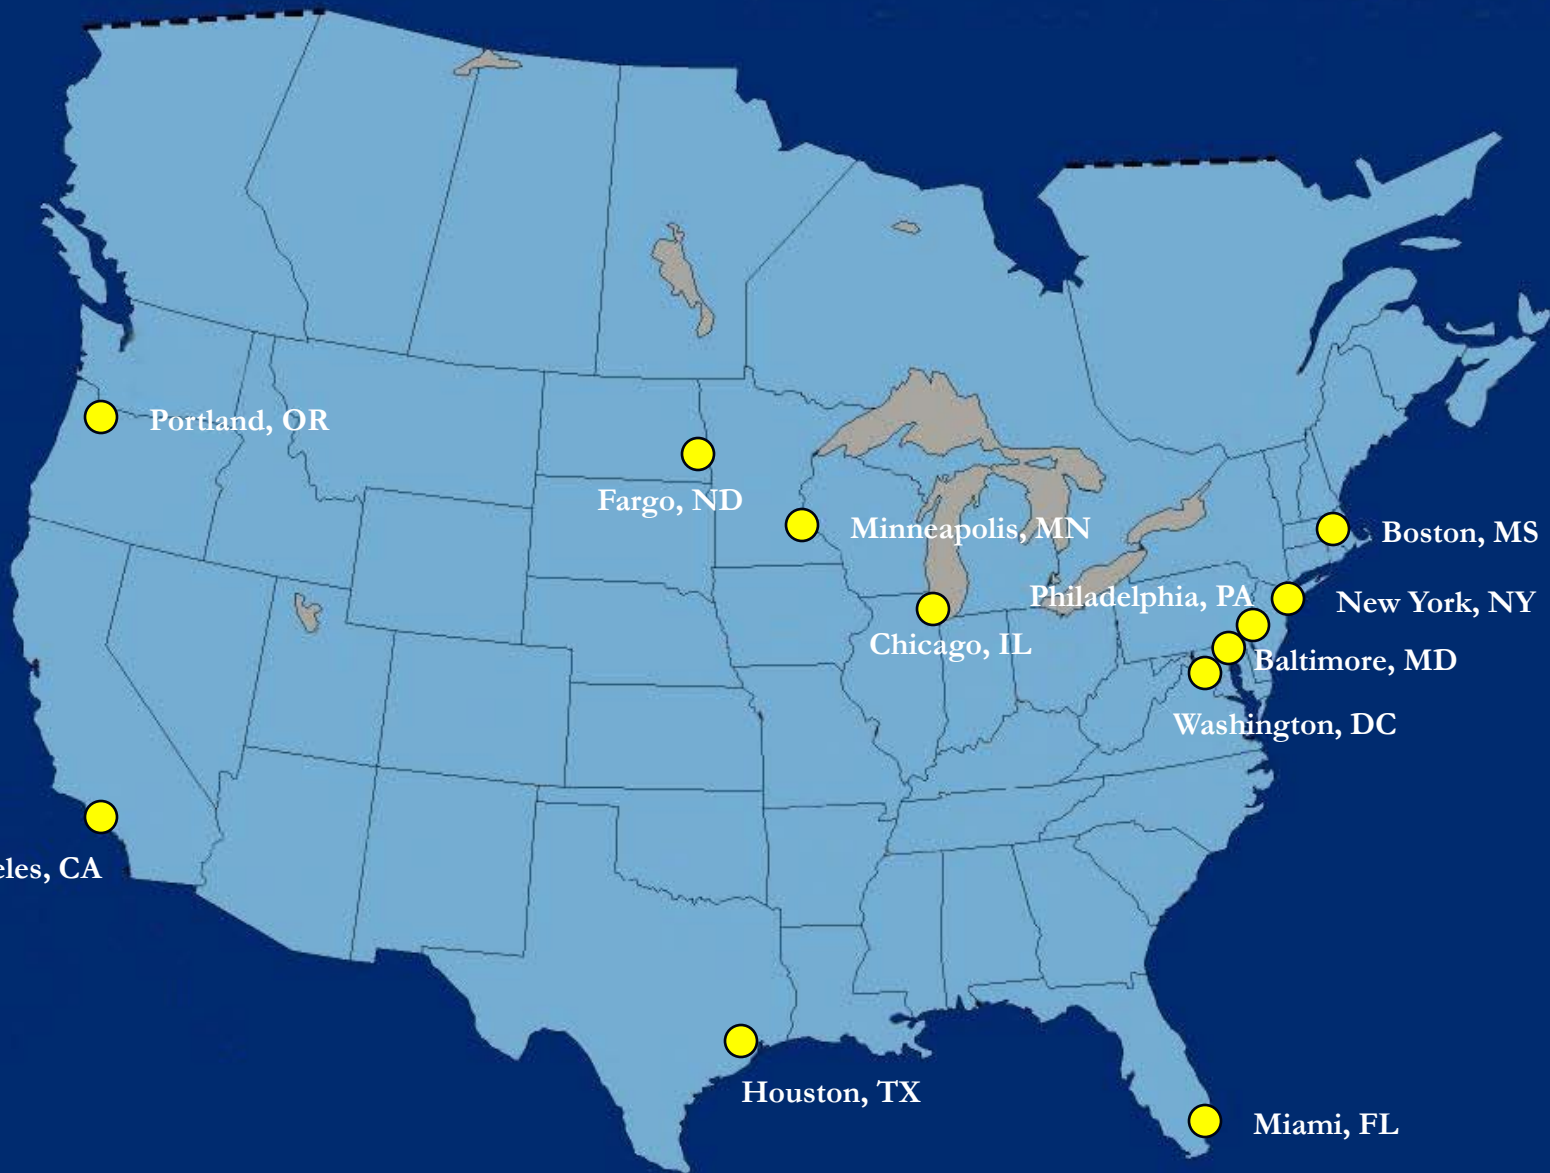 Portland, OR
Fargo, ND
Minneapolis, MN
Boston, MS
Philadelphia, PA
New York, NY
Chicago, IL
Baltimore, MD
Washington, DC
eles, CA
Houston, TX
Miami, FL